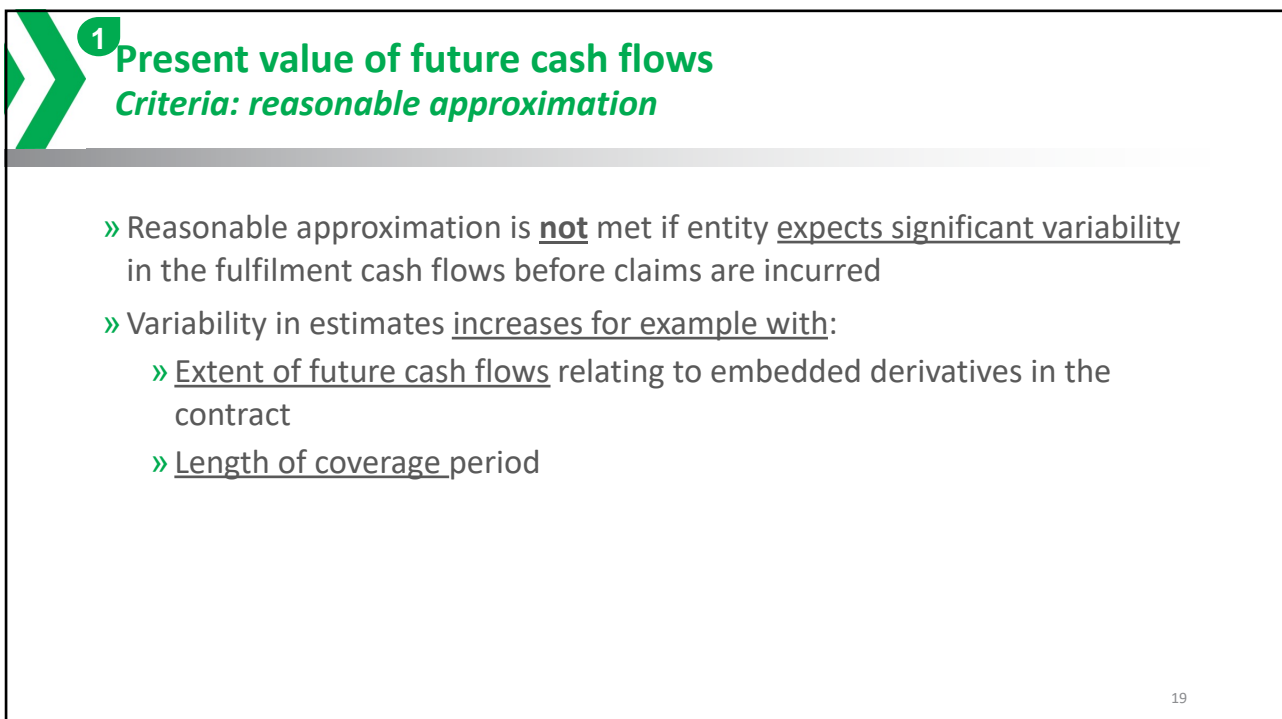 1
Present value of future cash flows
Criteria: reasonable approximation
» Reasonable approximation is not met if entity expects significant variability
in the fulfilment cash flows before claims are incurred
» Variability in estimates increases for example with:
» Extent of future cash flows relating to embedded derivatives in the
contract
» Length of coverage period
19